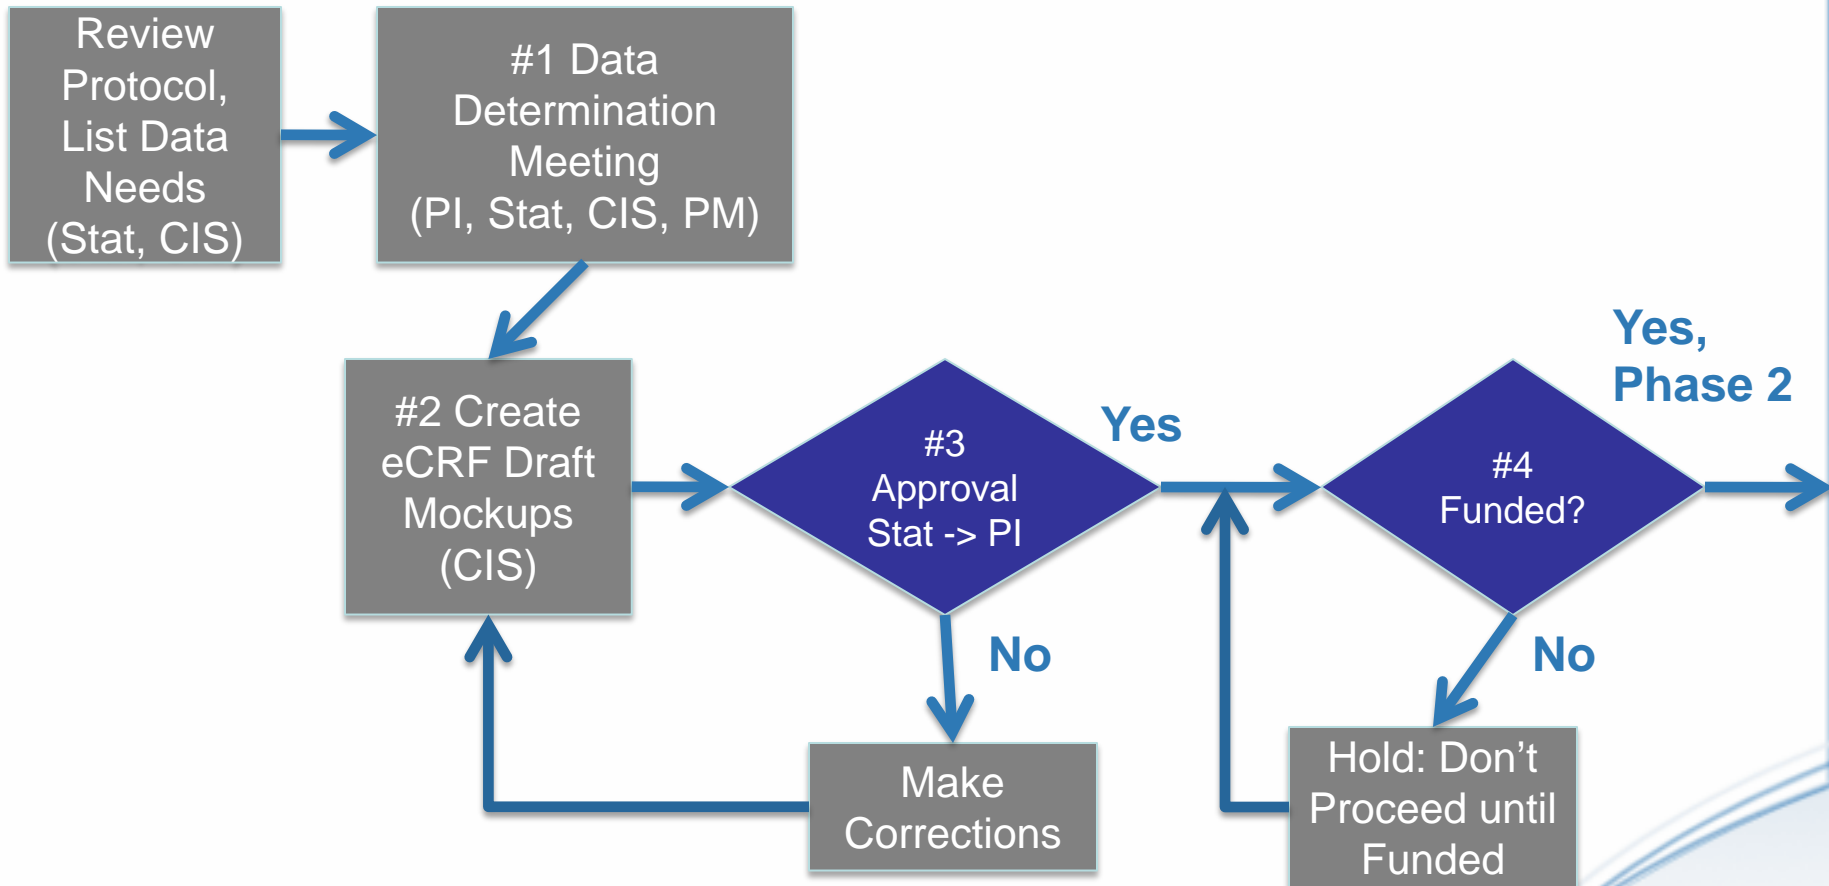 Review
Protocol,
List Data
Needs
(Stat, CIS)
#1 Data
Determination
Meeting
(PI, Stat, CIS, PM)
#2 Create
eCRF Draft
Mockups
(CIS)
#3
Approval
Stat -> PI
Yes
No
Make
Corrections
#4
Funded?
Yes,
Phase 2
No
Hold: Don’t
Proceed until
Funded